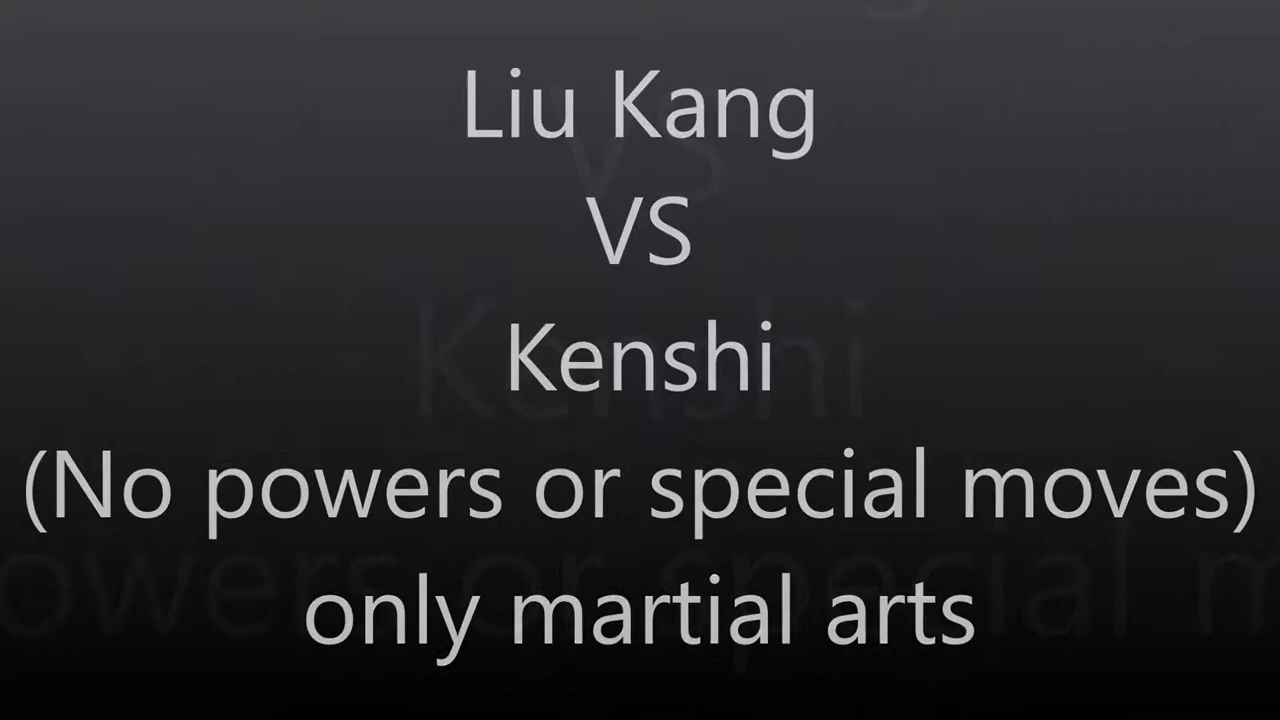 Liu Kang
VS
Kenshi
(No powers or special moves)
only martial arts